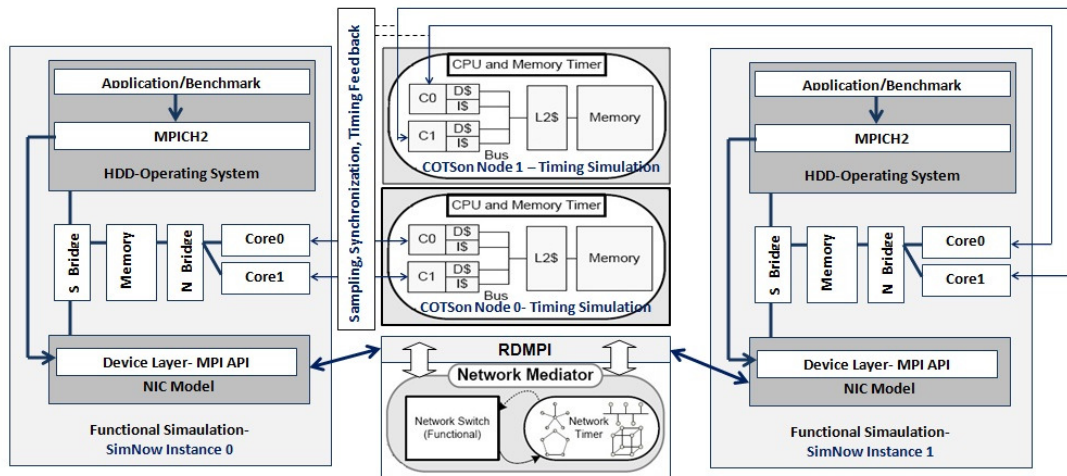 Application/Benchmark
MPICH2
HDD-Operating System
S Bridge
Memory
N Bridge
Core0
Core1
Device Layer- MPI API
NIC Model
Functional Simaulation-
SimNow Instance 0
Sampling, Synchronization, Timing Feedback
CPU and Memory Timer
C0
D$
I$
C1
D$
I$
Bus
L2$
Memory
COTSon Node 1 – Timing Simulation
CPU and Memory Timer
C0
D$
I$
C1
D$
I$
Bus
L2$
Memory
COTSon Node 0- Timing Simulation
RDMPI
Network Mediator
Network Switch
(Functional)
Network
Timer
Application/Benchmark
MPICH2
HDD-Operating System
S Bridge
Memory
N Bridge
Core0
Core1
Device Layer- MPI API
NIC Model
Functional Simaulation-
SimNow Instance 1